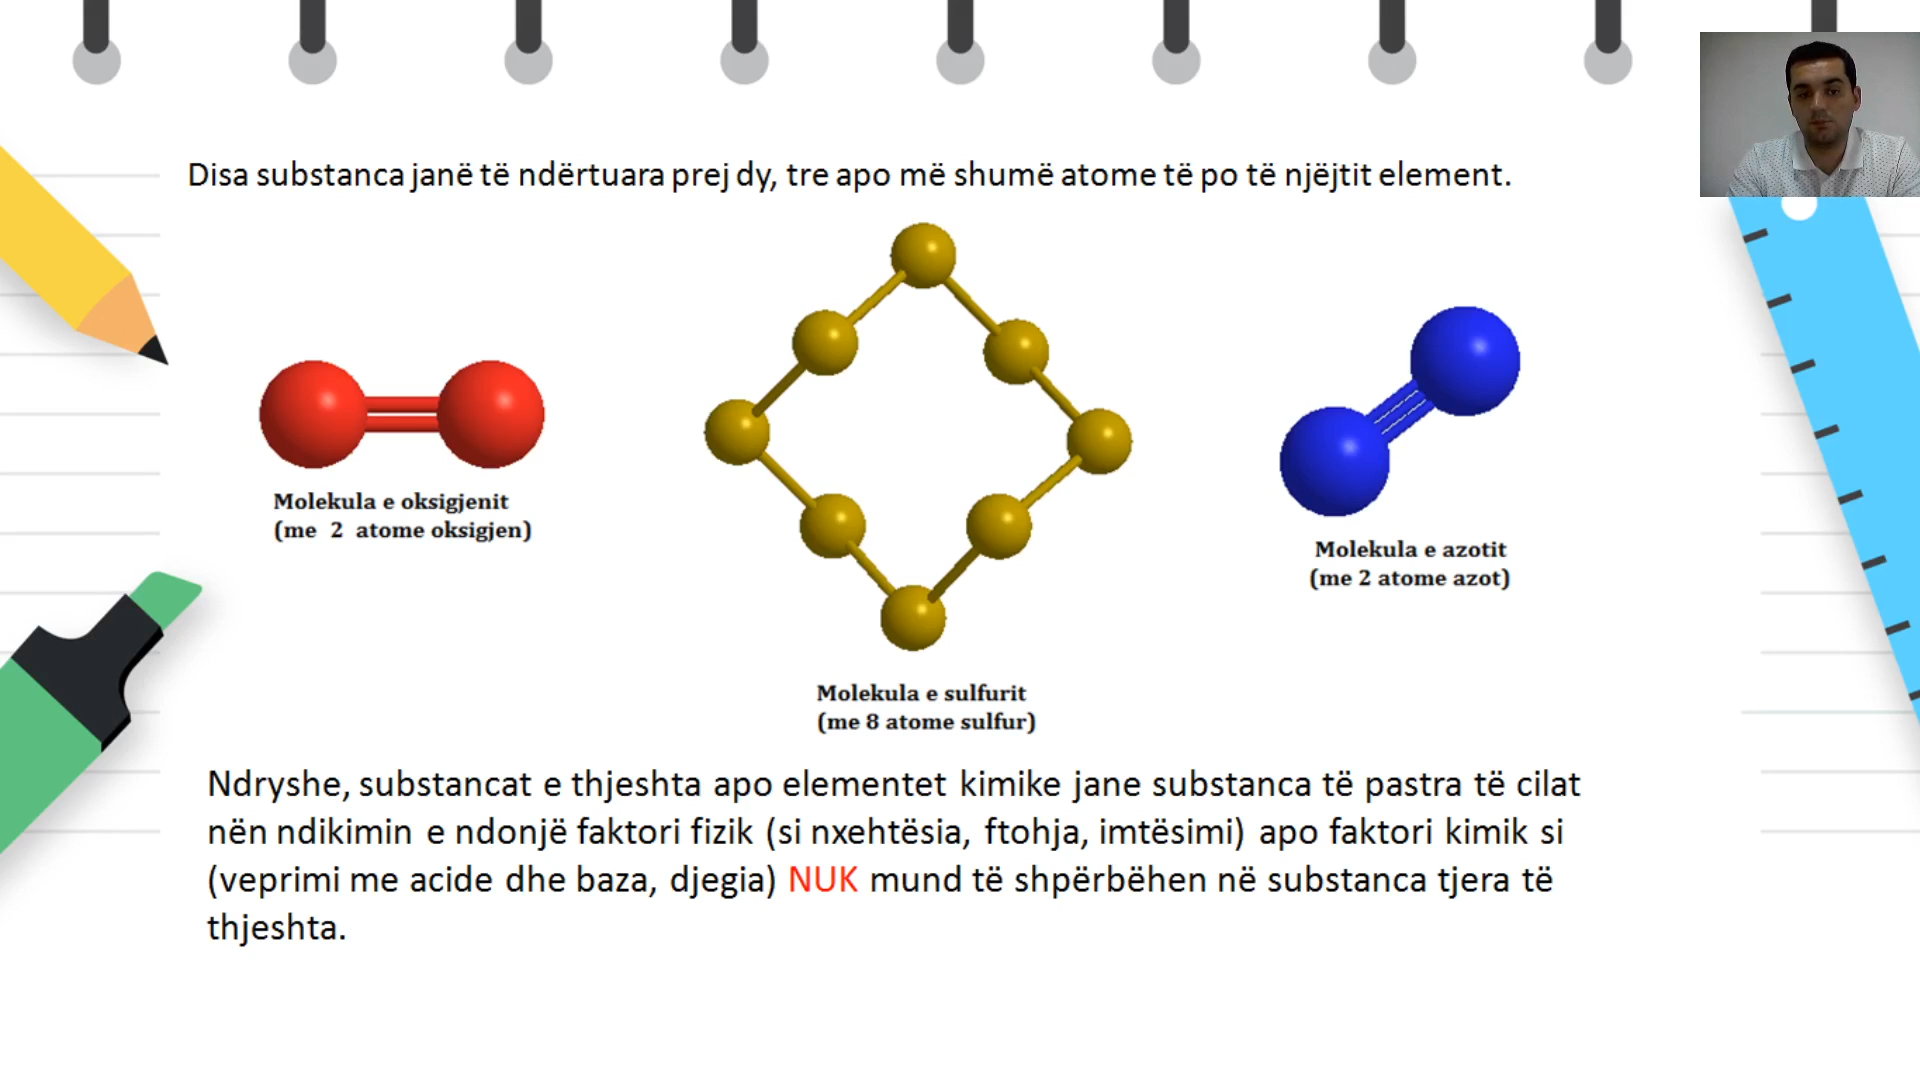 Disa substanca janë të ndërtuara prej dy, tre apo më shumë atome të po të njëjtit element.
Molekula e oksigjenit
(me 2 atome oksigjen)
Molekula e azotit
(me 2 atome azot)
Molekula e sulfurit
(me 8 atome sulfur)
Ndryshe, substancat e thjeshta apo elementet kimike jane substanca të pastra të cilat
nën ndikimin e ndonjë faktori fizik (si nxehtësia, ftohja, imtësimi) apo faktori kimik si
(veprimi me acide dhe baza, djegia) NUK mund të shpërbëhen në substanca tjera të
thjeshta.